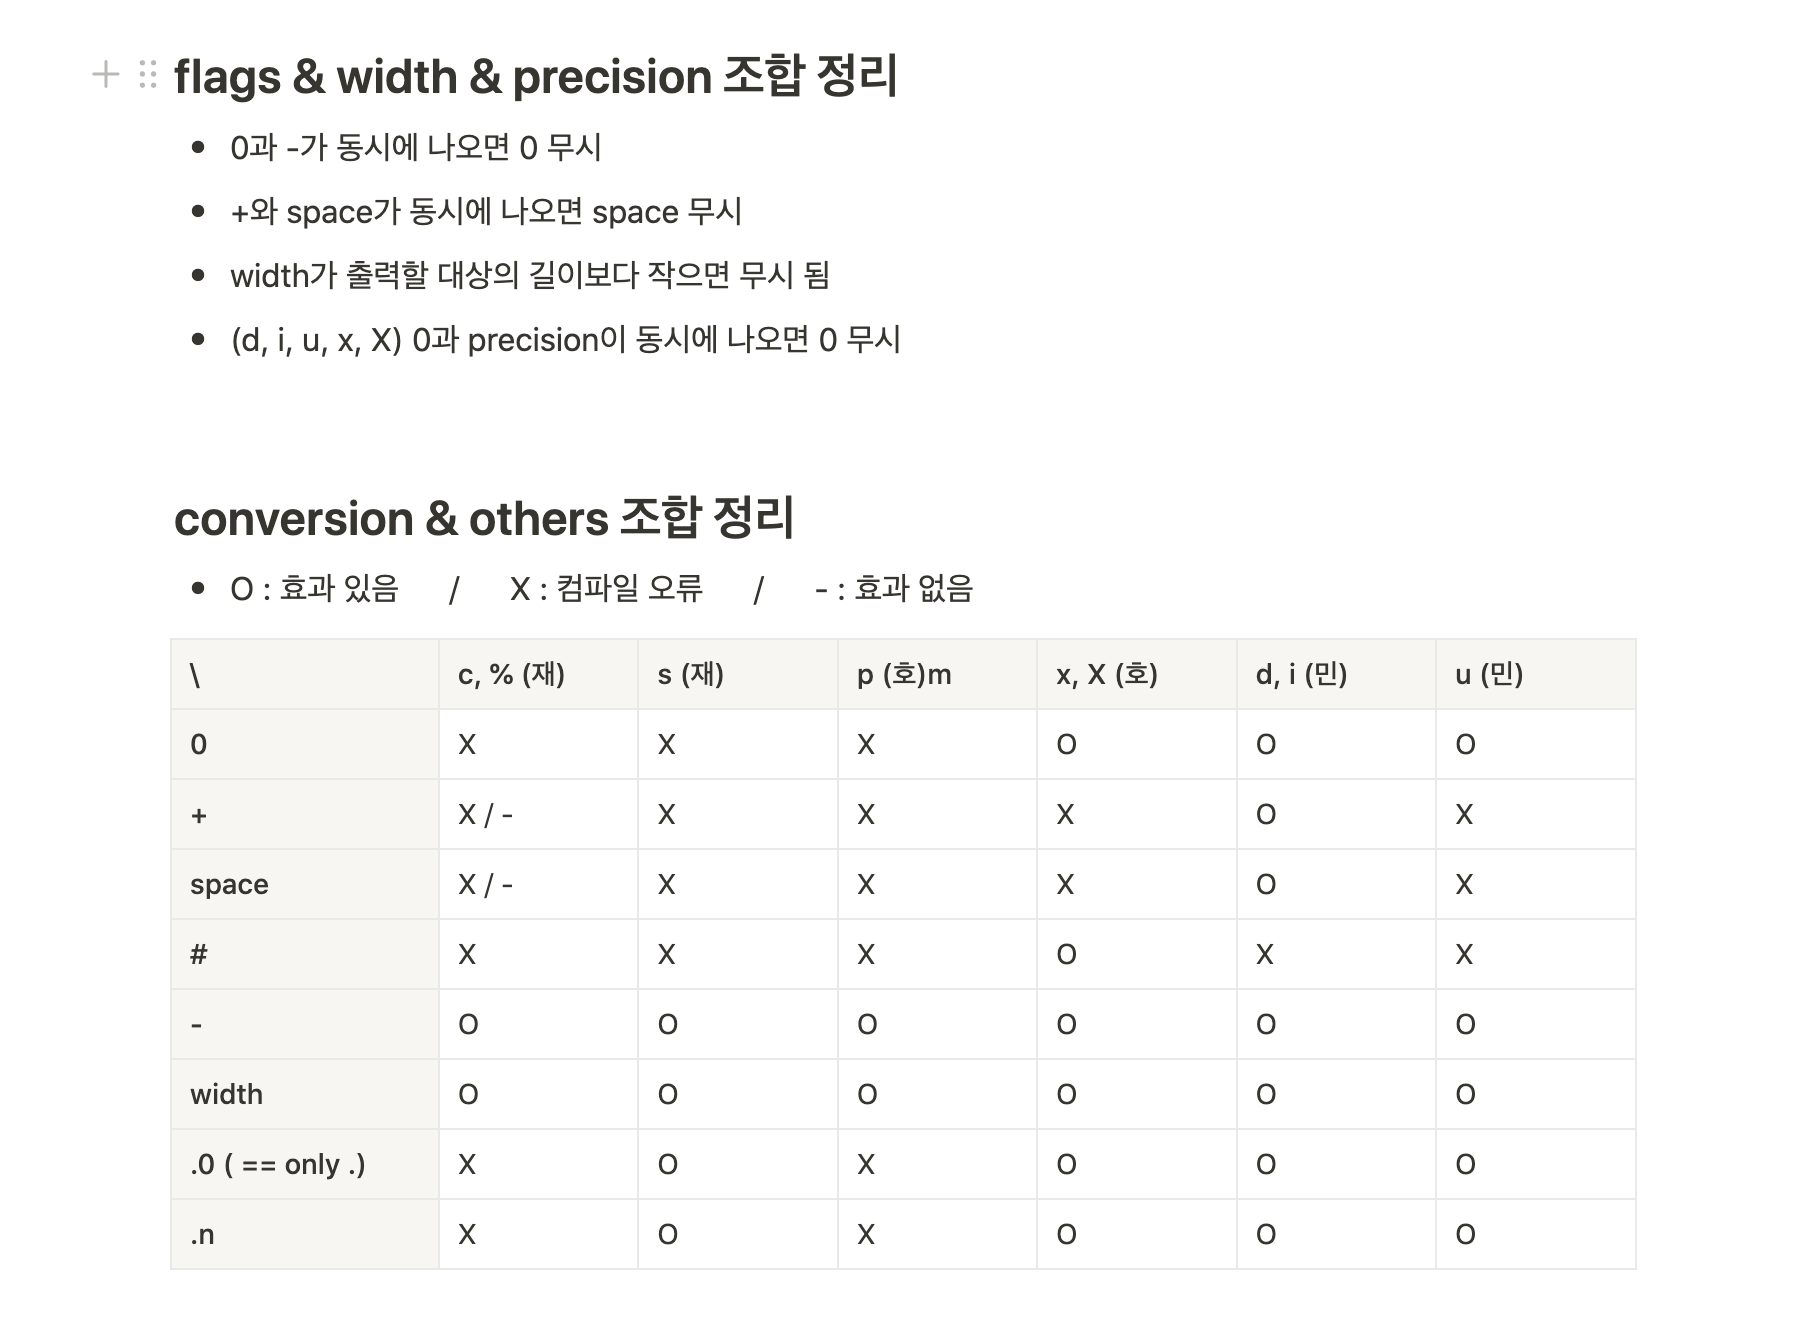 flags & width & precision 조합 정리
• 0과 -가 동시에 나오면 0 무시
• +와 space가 동시에 나오면 space 무시
• width가 출력할 대상의 길이보다 작으면 무시 됨
• (d, i, u, x, X) 0과 precision이 동시에 나오면 0 무시
conversion & others 조합 정리
• O : 효과 있음 / X : 컴파일 오류 / - : 효과 없음
\ c, % (재) s (재) p (호)m x, X (호) d, i (민) u (민)
0 X X X O O O
+ X / - X X X O X
space X / - X X X O X
# X X X O X X
- O O O O O O
width O O O O O O
.0 ( == only .) X O X O O O
.n X O X O O O